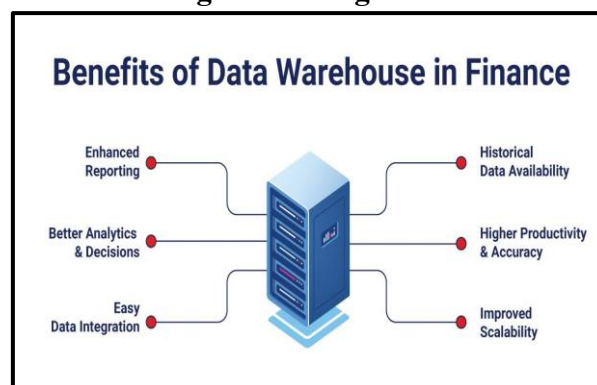 Benefits of Data Warehouse in Finance
Enhanced
Reporting
Better Analytics
& Decisions
Easy
Data Integration
Historical
Data Availability
Higher Productivity
& Accuracy
Improved
Scalability